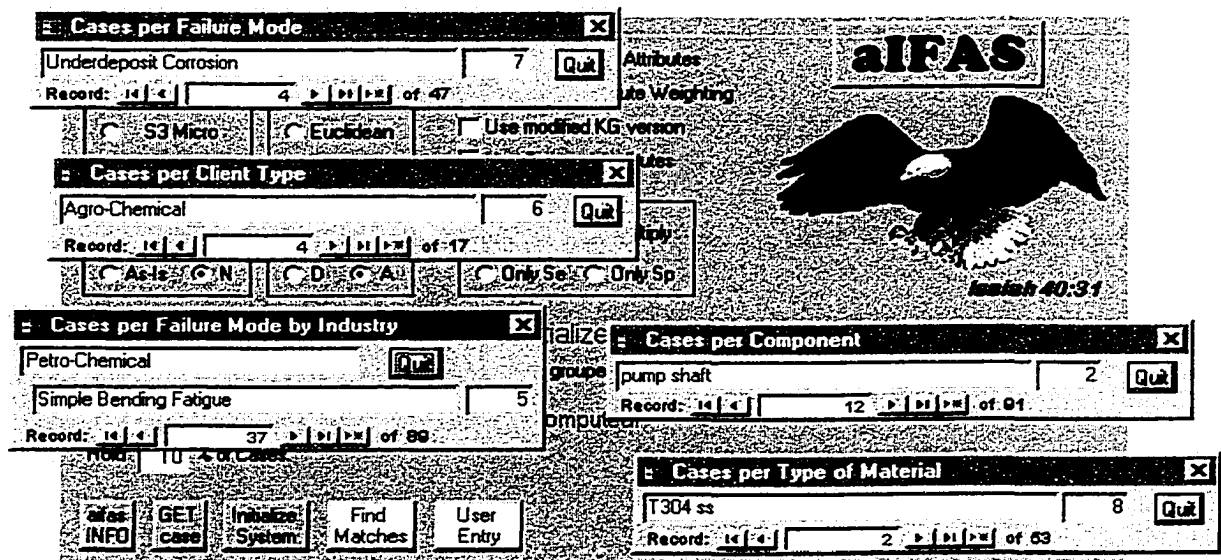 Cases per Failure Mode
Underdeposit Corrosion 7 Quit
Record: 4 of 47
Attributes
Weighting
aIFAS
S3 Micro Euclidean Use modified KG version
Cases per Client Type
Agro-Chemical 6 Quit
Record: 4 of 17
As-Is N D A Only Se Only Sp
Isaiah 40:31
Cases per Failure Mode by Industry
Petro-Chemical Quit
Simple Bending Fatigue 5
Record: 37 of 89
Cases per Component
pump shaft 2 Quit
Record: 12 of 91
Hold 10 % of Cases
Cases per Type of Material
T304 ss 8 Quit
Record: 2 of 63
aifas INFO
GET case
Initialize System
Find Matches
User Entry